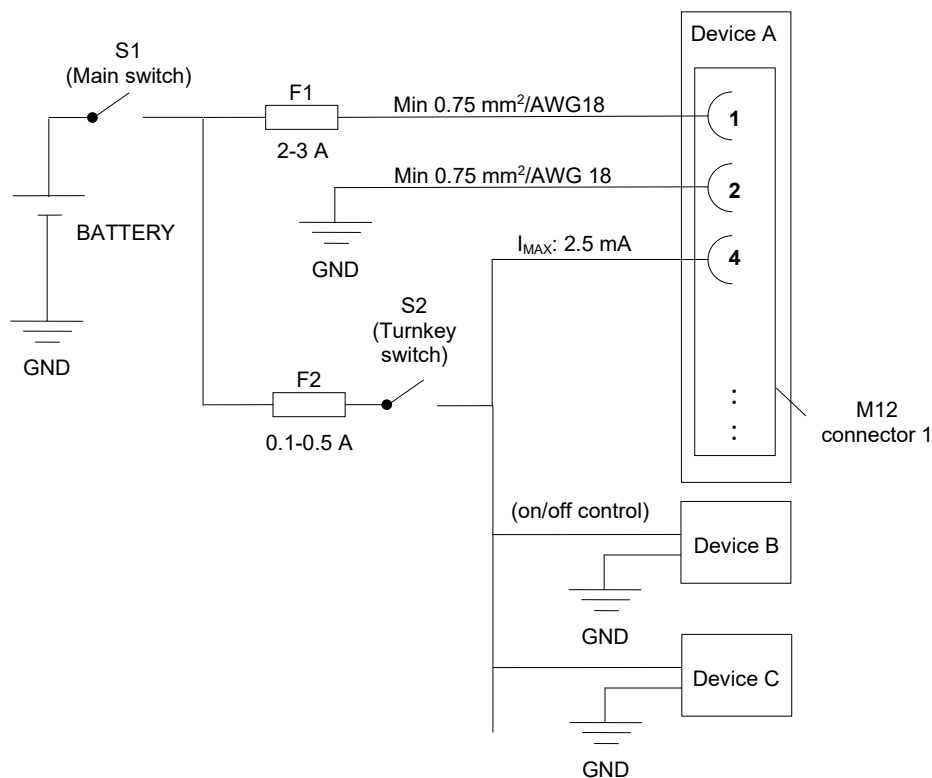 Device A
S1
(Main switch)
F1
Min 0.75 mm²/AWG18
1
2-3 A
Min 0.75 mm²/AWG 18
2
BATTERY
GND
I_MAX: 2.5 mA
4
GND
S2
(Turnkey
switch)
F2
0.1-0.5 A
M12
connector 1
(on/off control)
Device B
GND
Device C
GND